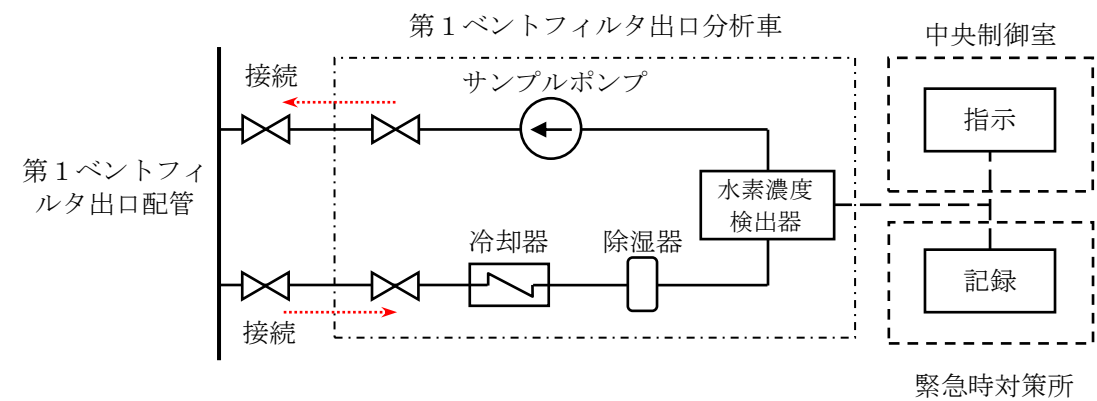 第１ベントフィルタ出口分析車
中央制御室
接続
サンプルポンプ
指示
第１ベントフィ
ルタ出口配管
水素濃度
検出器
冷却器
除湿器
記録
接続
緊急時対策所